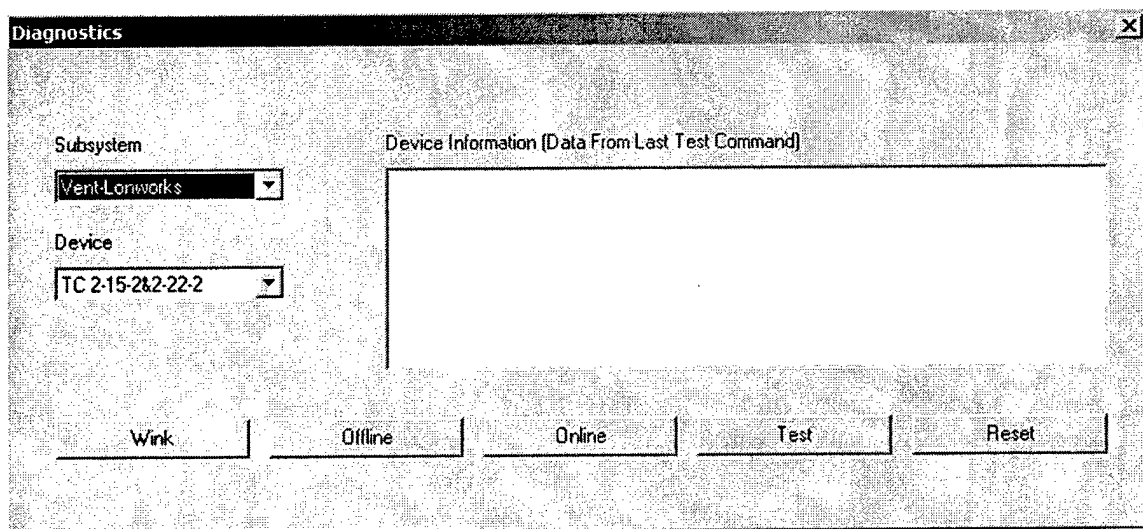 Diagnostics
Subsystem
Vent-Lonworks
Device
TC 2-15-2&2-22-2
Device Information (Data From Last Test Command)
Wink
Offline
Online
Test
Reset